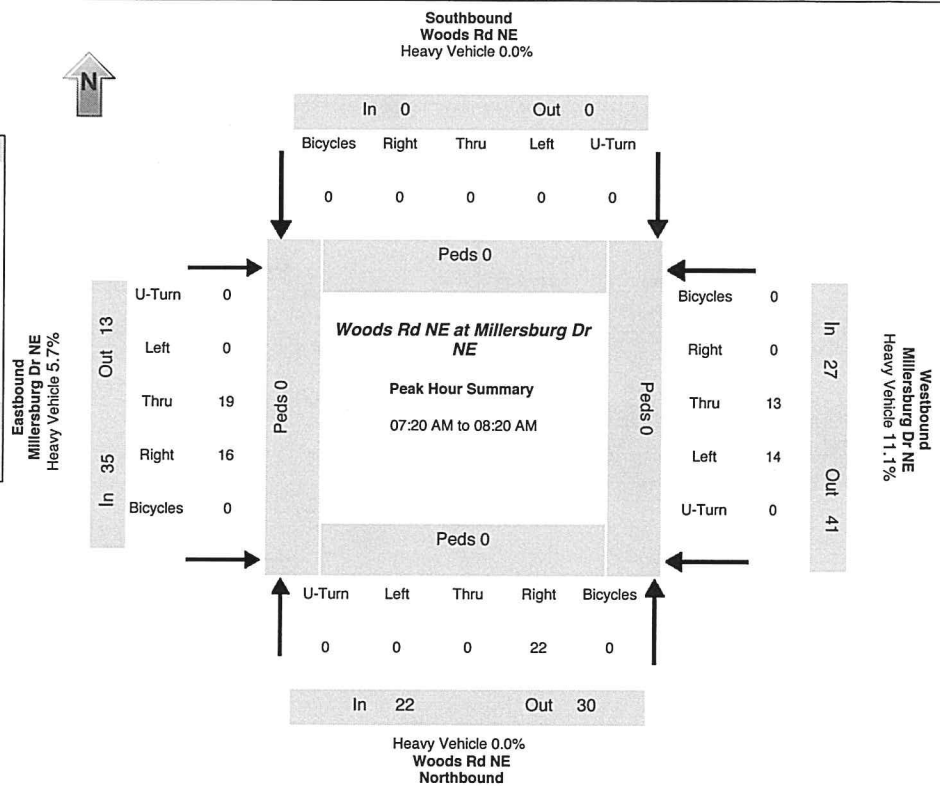 Southbound
Woods Rd NE
Heavy Vehicle 0.0%
N
In 0 Out 0
Bicycles Right Thru Left U-Turn
0 0 0 0 0
Peds 0
Eastbound
Millersburg Dr NE
Heavy Vehicle 5.7%
In 35 Out 13
U-Turn 0
Left 0
Thru 19
Right 16
Bicycles 0
Peds 0
Woods Rd NE at Millersburg Dr
NE
Peak Hour Summary
07:20 AM to 08:20 AM
Peds 0
Bicycles 0
Right 0
Thru 13
Left 14
U-Turn 0
In 27 Out 41
Westbound
Millersburg Dr NE
Heavy Vehicle 11.1%
Peds 0
U-Turn Left Thru Right Bicycles
0 0 0 22 0
In 22 Out 30
Heavy Vehicle 0.0%
Woods Rd NE
Northbound